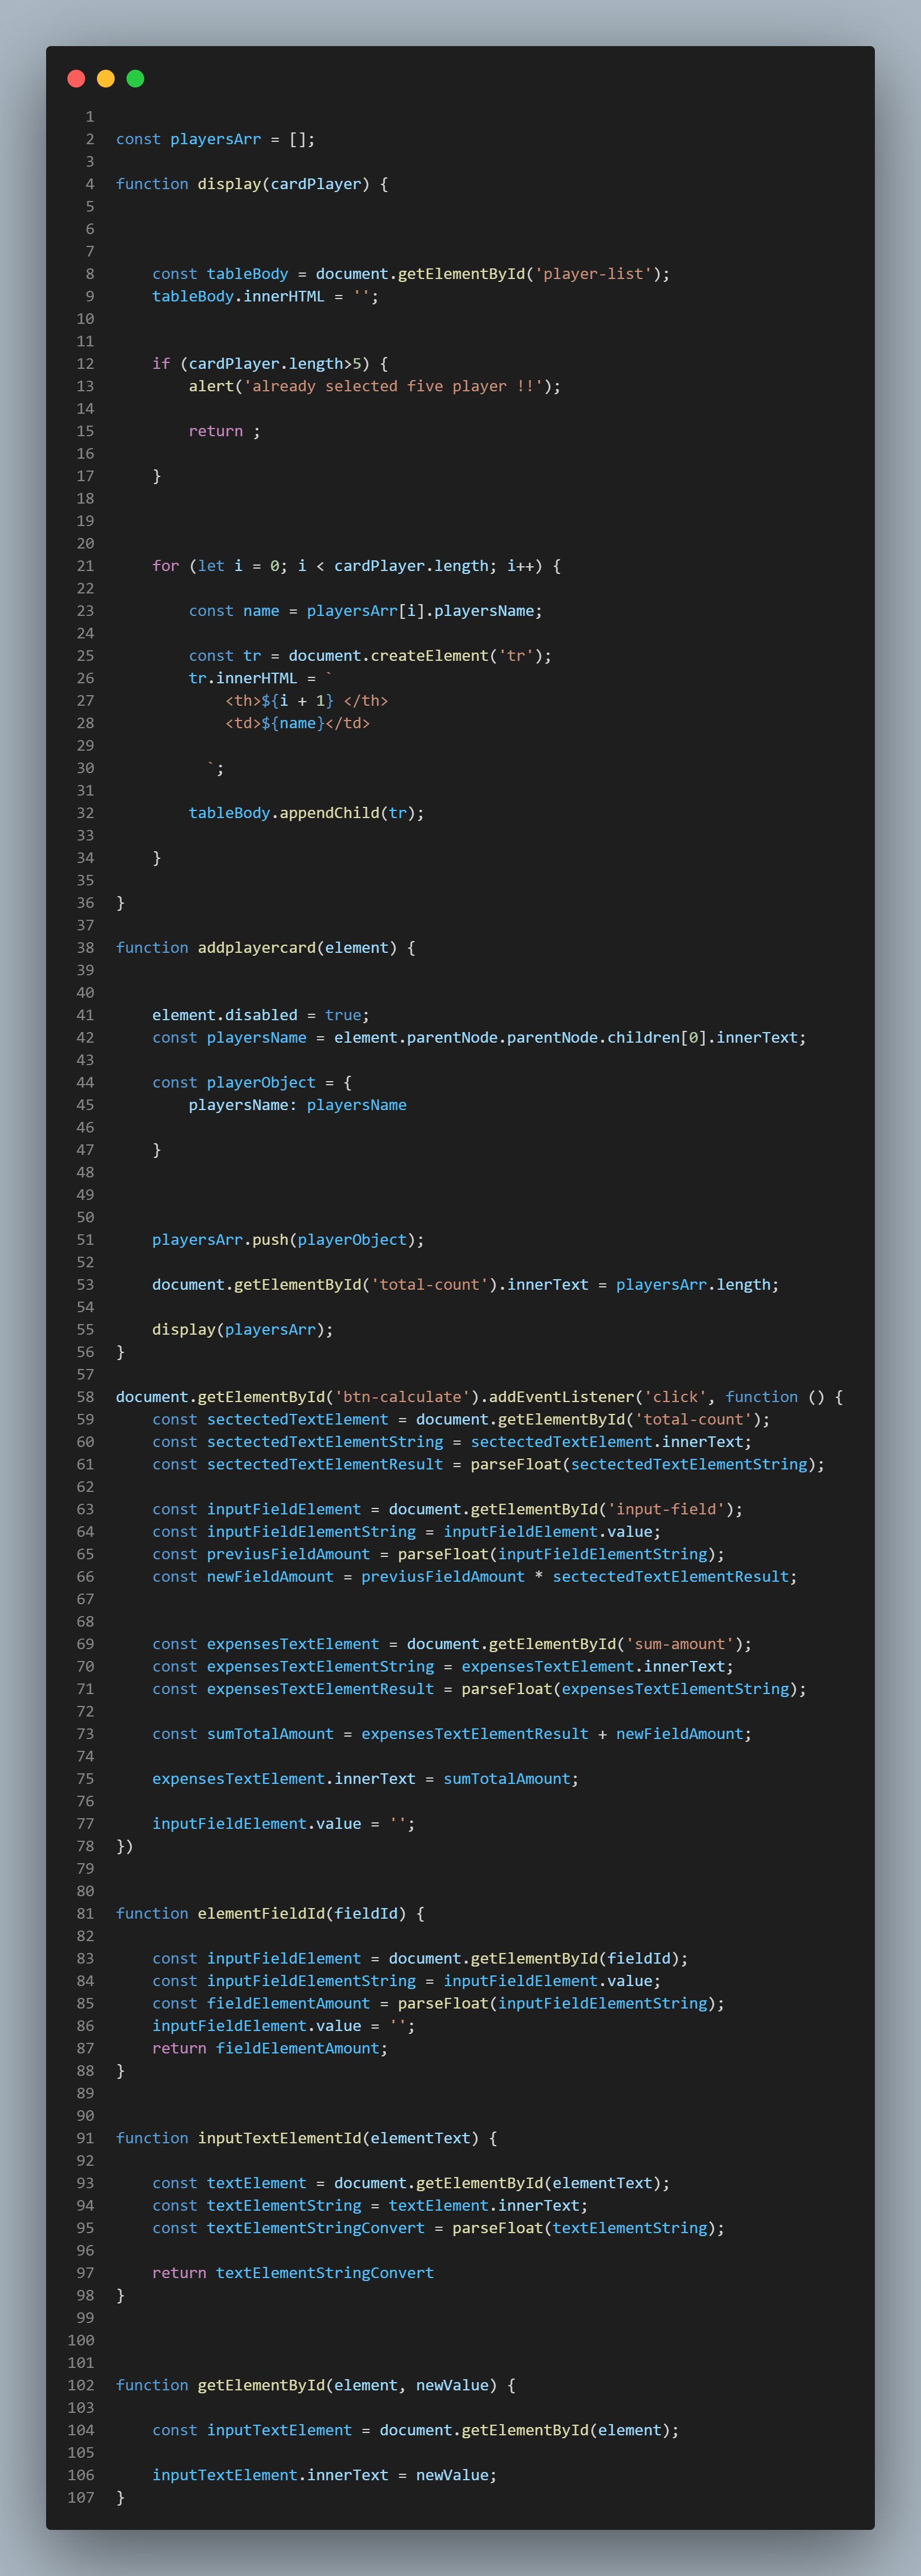 1
2 const playersArr = [];
3
4 function display(cardPlayer) {
5
6
7
8     const tableBody = document.getElementById('player-list');
9     tableBody.innerHTML = '';
10
11
12     if (cardPlayer.length>5) {
13         alert('already selected five player !!');
14
15         return ;
16
17     }
18
19
20
21     for (let i = 0; i < cardPlayer.length; i++) {
22
23         const name = playersArr[i].playersName;
24
25         const tr = document.createElement('tr');
26         tr.innerHTML = `
27             <th>${i + 1} </th>
28             <td>${name}</td>
29
30           `;
31
32         tableBody.appendChild(tr);
33
34     }
35
36 }
37
38 function addplayercard(element) {
39
40
41     element.disabled = true;
42     const playersName = element.parentNode.parentNode.children[0].innerText;
43
44     const playerObject = {
45         playersName: playersName
46
47     }
48
49
50
51     playersArr.push(playerObject);
52
53     document.getElementById('total-count').innerText = playersArr.length;
54
55     display(playersArr);
56 }
57
58 document.getElementById('btn-calculate').addEventListener('click', function () {
59     const sectectedTextElement = document.getElementById('total-count');
60     const sectectedTextElementString = sectectedTextElement.innerText;
61     const sectectedTextElementResult = parseFloat(sectectedTextElementString);
62
63     const inputFieldElement = document.getElementById('input-field');
64     const inputFieldElementString = inputFieldElement.value;
65     const previusFieldAmount = parseFloat(inputFieldElementString);
66     const newFieldAmount = previusFieldAmount * sectectedTextElementResult;
67
68
69     const expensesTextElement = document.getElementById('sum-amount');
70     const expensesTextElementString = expensesTextElement.innerText;
71     const expensesTextElementResult = parseFloat(expensesTextElementString);
72
73     const sumTotalAmount = expensesTextElementResult + newFieldAmount;
74
75     expensesTextElement.innerText = sumTotalAmount;
76
77     inputFieldElement.value = '';
78 })
79
80
81 function elementFieldId(fieldId) {
82
83     const inputFieldElement = document.getElementById(fieldId);
84     const inputFieldElementString = inputFieldElement.value;
85     const fieldElementAmount = parseFloat(inputFieldElementString);
86     inputFieldElement.value = '';
87     return fieldElementAmount;
88 }
89
90
91 function inputTextElementId(elementText) {
92
93     const textElement = document.getElementById(elementText);
94     const textElementString = textElement.innerText;
95     const textElementStringConvert = parseFloat(textElementString);
96
97     return textElementStringConvert
98 }
99
100
101
102 function getElementById(element, newValue) {
103
104     const inputTextElement = document.getElementById(element);
105
106     inputTextElement.innerText = newValue;
107 }